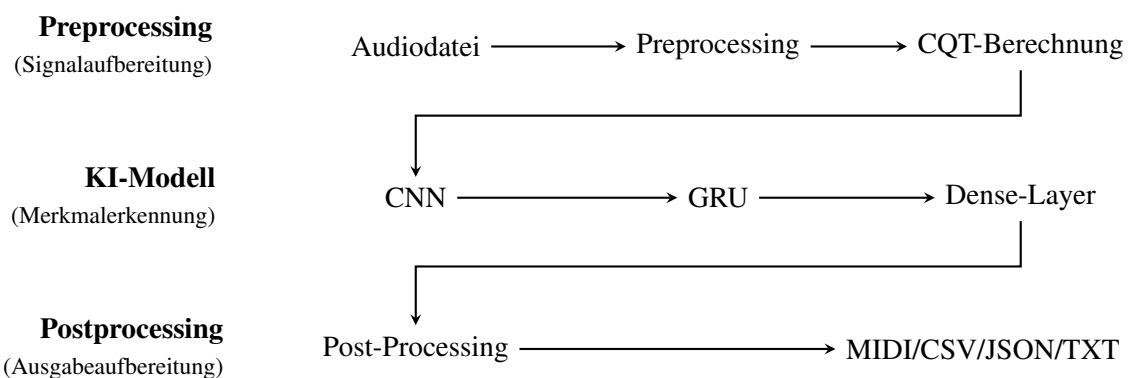 Preprocessing
(Signalaufbereitung)
Audiodatei Preprocessing CQT-Berechnung
KI-Modell
(Merkmalerkennung)
CNN GRU Dense-Layer
Postprocessing
(Ausgabeaufbereitung)
Post-Processing MIDI/CSV/JSON/TXT